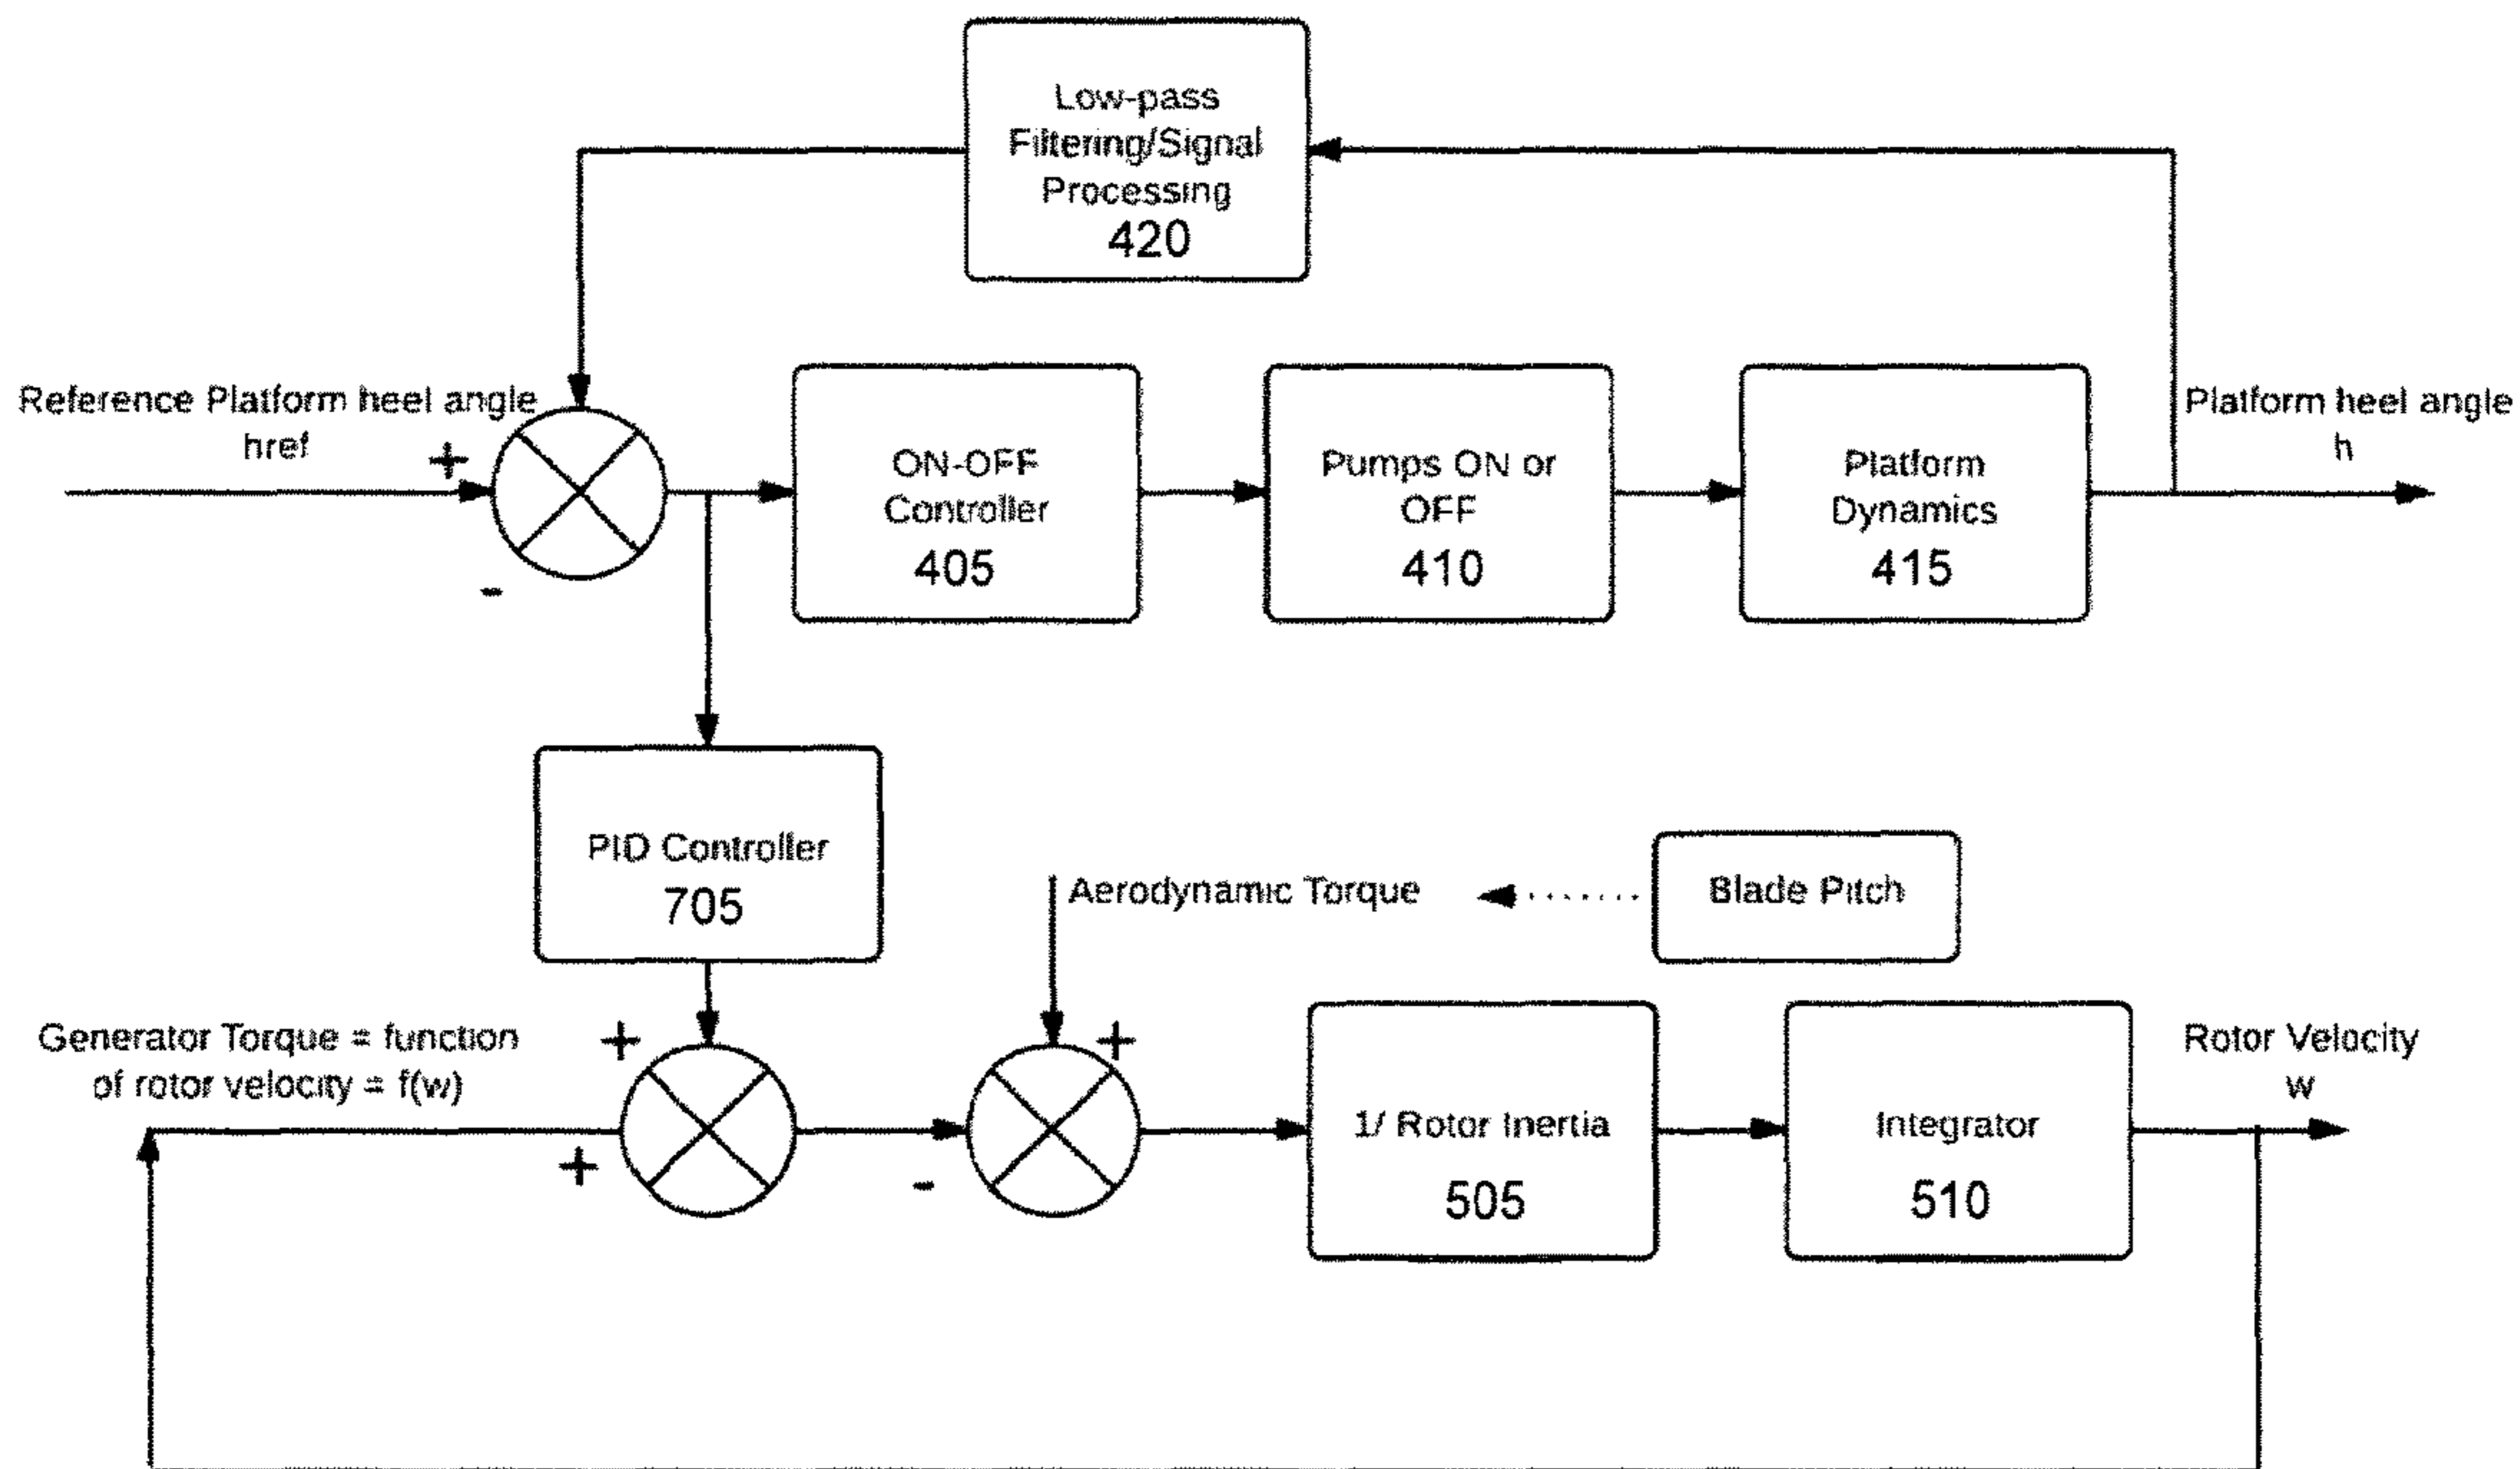 Low-pass
Filtering/Signal
Processing
420
Reference Platform heel angle
href
+
-
ON-OFF
Controller
405
Pumps ON or
OFF
410
Platform
Dynamics
415
Platform heel angle
h
PID Controller
705
Aerodynamic Torque
Blade Pitch
Generator Torque = function
of rotor velocity = f(w)
+
+
+
-
1/ Rotor Inertia
505
Integrator
510
Rotor Velocity
w